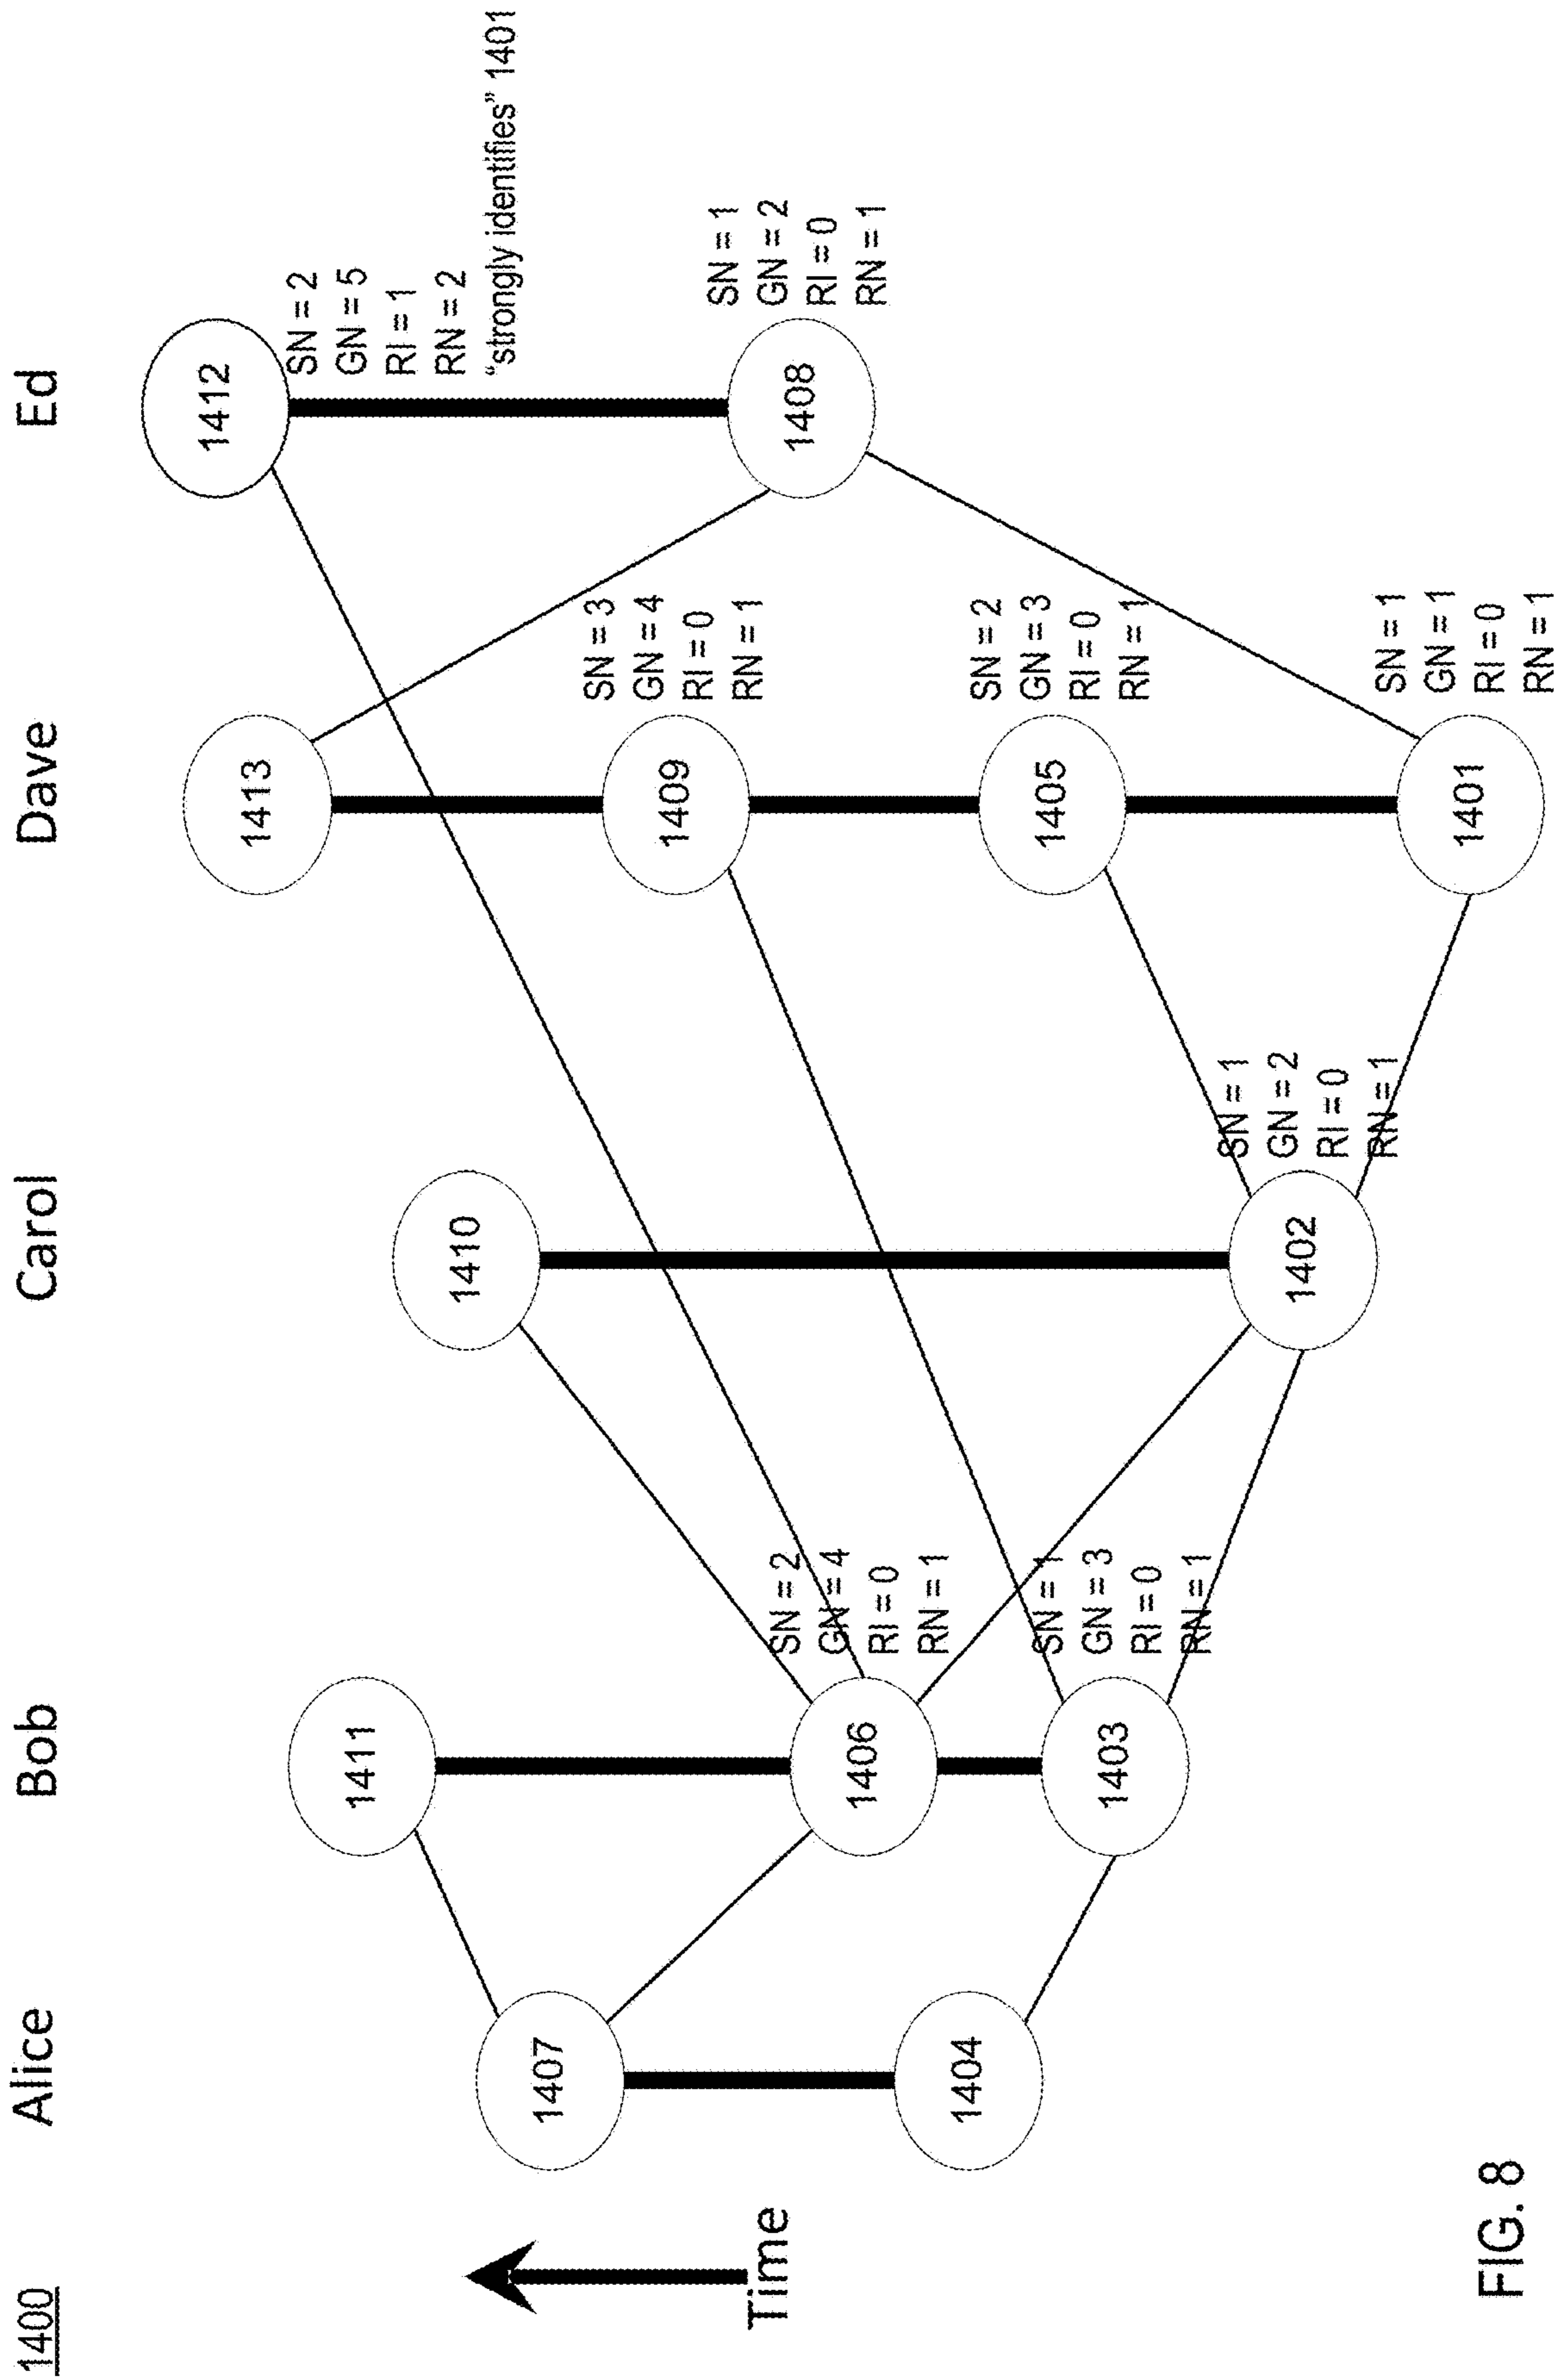 1400
Alice
Bob
Carol
Dave
Ed
Time
1412
SN = 2
GN = 5
RI = 1
RN = 2
"strongly identifies" 1401
1413
1411
1410
1407
1409
SN = 3
GN = 4
RI = 0
RN = 1
1408
SN = 1
GN = 2
RI = 0
RN = 1
1406
SN = 2
GN = 4
RI = 0
RN = 1
1404
1405
SN = 2
GN = 3
RI = 0
RN = 1
1403
SN = 1
GN = 3
RI = 0
RN = 1
1402
SN = 1
GN = 2
RI = 0
RN = 1
1401
SN = 1
GN = 1
RI = 0
RN = 1
FIG. 8